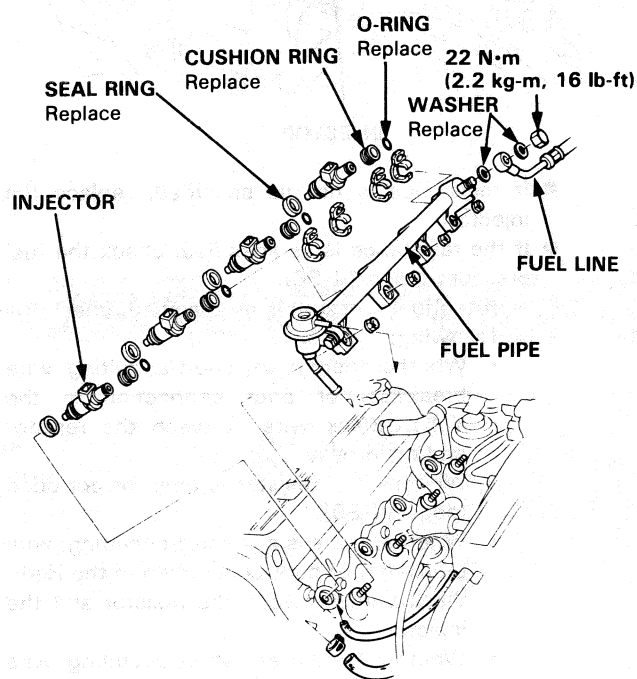 O-RING
Replace
CUSHION RING
Replace
22 N·m
(2.2 kg-m, 16 lb-ft)
SEAL RING
Replace
WASHER
Replace
INJECTOR
FUEL LINE
FUEL PIPE